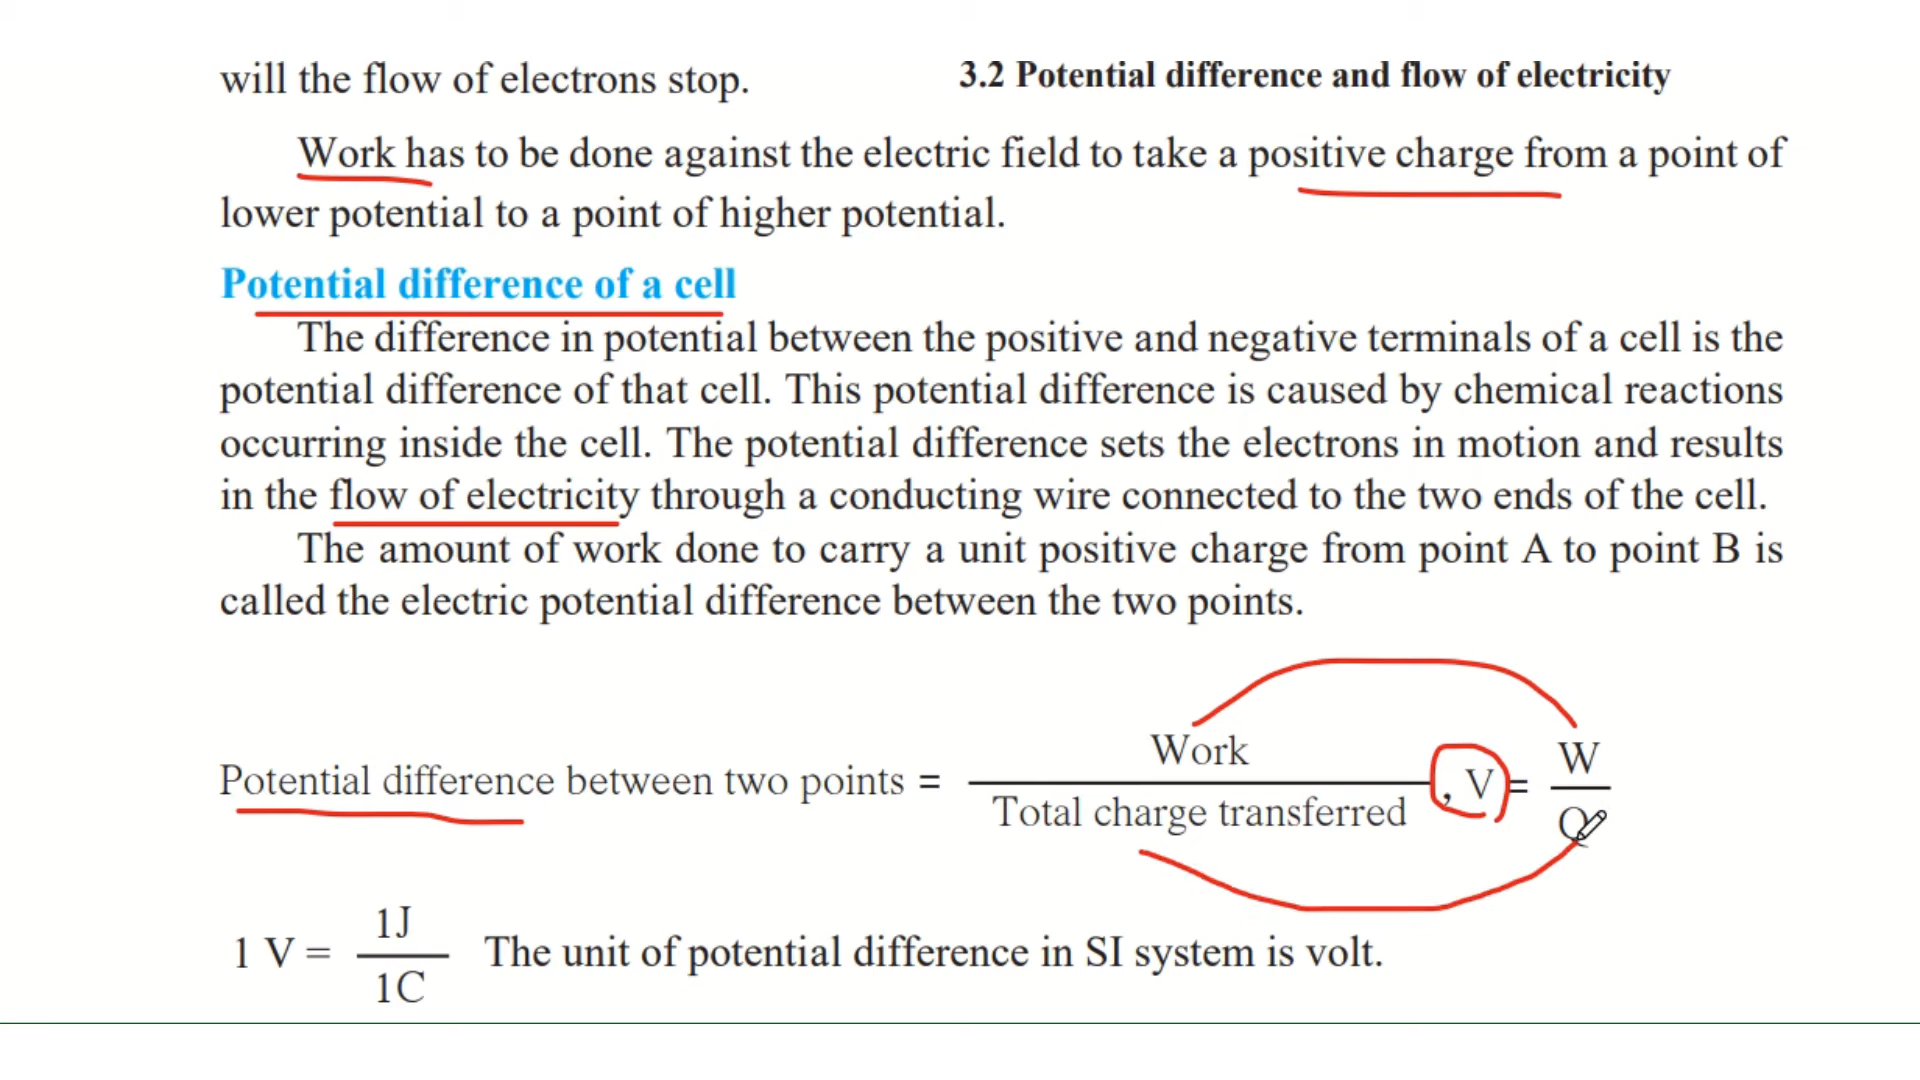 will the flow of electrons stop.
3.2 Potential difference and flow of electricity
Work has to be done against the electric field to take a positive charge from a point of
lower potential to a point of higher potential.
Potential difference of a cell
The difference in potential between the positive and negative terminals of a cell is the
potential difference of that cell. This potential difference is caused by chemical reactions
occurring inside the cell. The potential difference sets the electrons in motion and results
in the flow of electricity through a conducting wire connected to the two ends of the cell.
The amount of work done to carry a unit positive charge from point A to point B is
called the electric potential difference between the two points.
Potential difference between two points = Work / Total charge transferred , V = W / Q
1 V = 1J / 1C The unit of potential difference in SI system is volt.